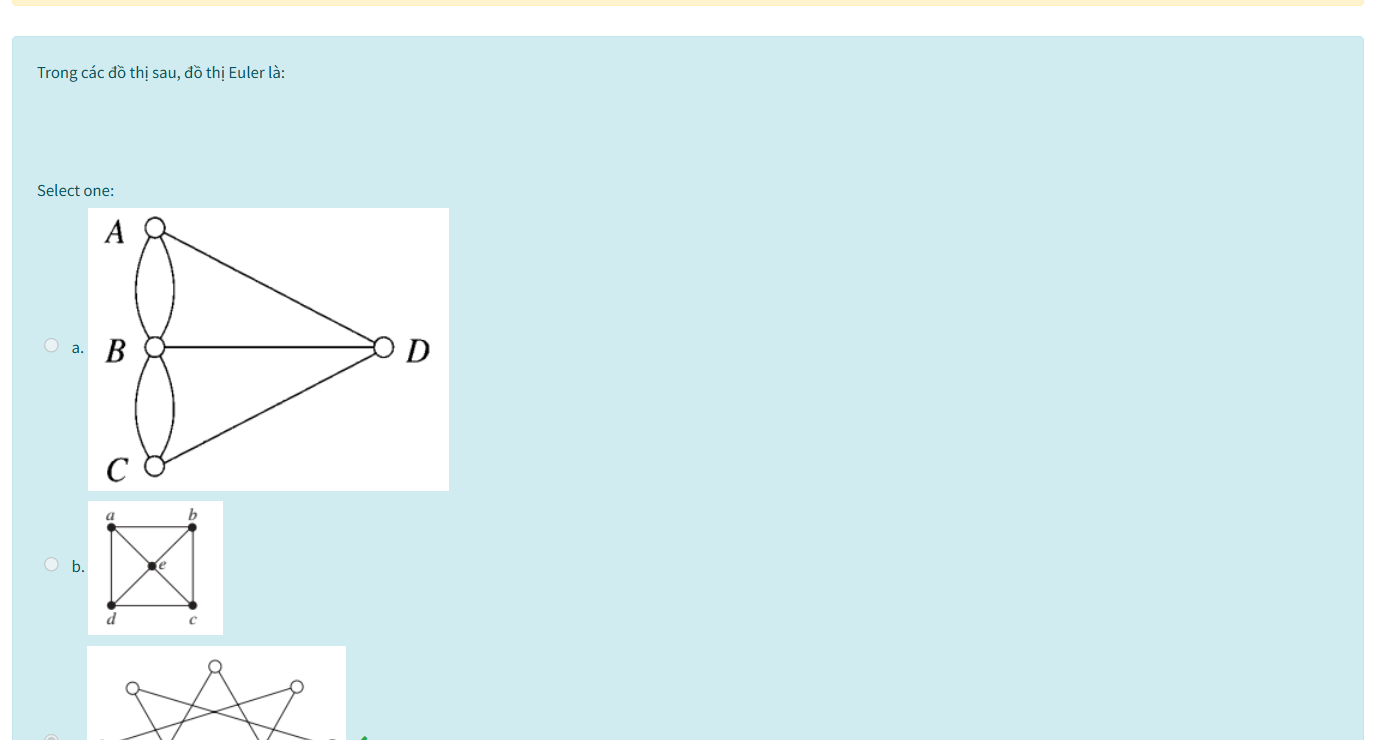 Trong các đồ thị sau, đồ thị Euler là:
Select one:
A
a. B D
C
a b
b. e
d c